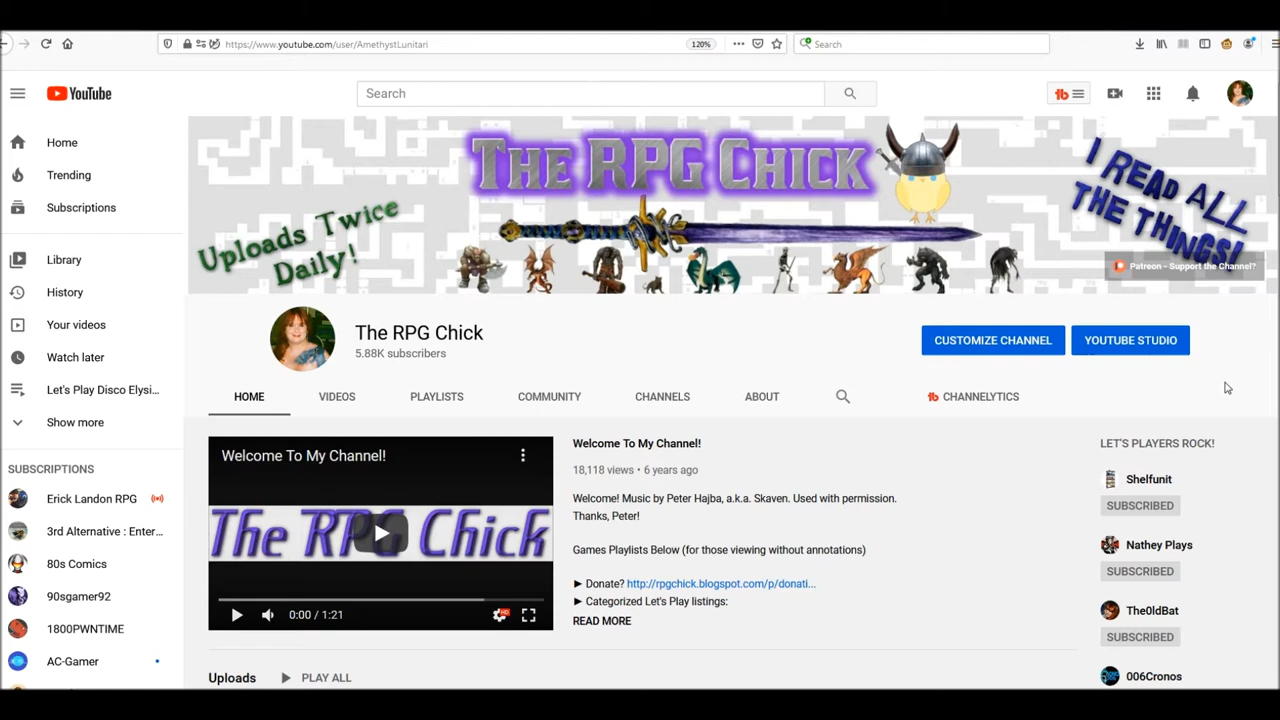 https://www.youtube.com/user/AmethystLunitari
120%
Search
YouTube
Search
Home
Trending
Subscriptions
Library
History
Your videos
Watch later
Let's Play Disco Elysi...
Show more
SUBSCRIPTIONS
Erick Landon RPG
3rd Alternative : Enter...
80s Comics
90sgamer92
1800PWNTIME
AC-Gamer
Uploads Twice
Daily!
The RPG Chick
I READ ALL
THE THINGS!
Patreon - Support the Channel?
The RPG Chick
5.88K subscribers
CUSTOMIZE CHANNEL
YOUTUBE STUDIO
HOME
VIDEOS
PLAYLISTS
COMMUNITY
CHANNELS
ABOUT
tb CHANNELYTICS
Welcome To My Channel!
The RPG Chick
0:00 / 1:21
HD
Welcome To My Channel!
18,118 views • 6 years ago
Welcome! Music by Peter Hajba, a.k.a. Skaven. Used with permission.
Thanks, Peter!
Games Playlists Below (for those viewing without annotations)
► Donate? http://rpgchick.blogspot.com/p/donati...
► Categorized Let's Play listings:
READ MORE
LET'S PLAYERS ROCK!
Shelfunit
SUBSCRIBED
Nathey Plays
SUBSCRIBED
The0ldBat
SUBSCRIBED
006Cronos
Uploads
PLAY ALL